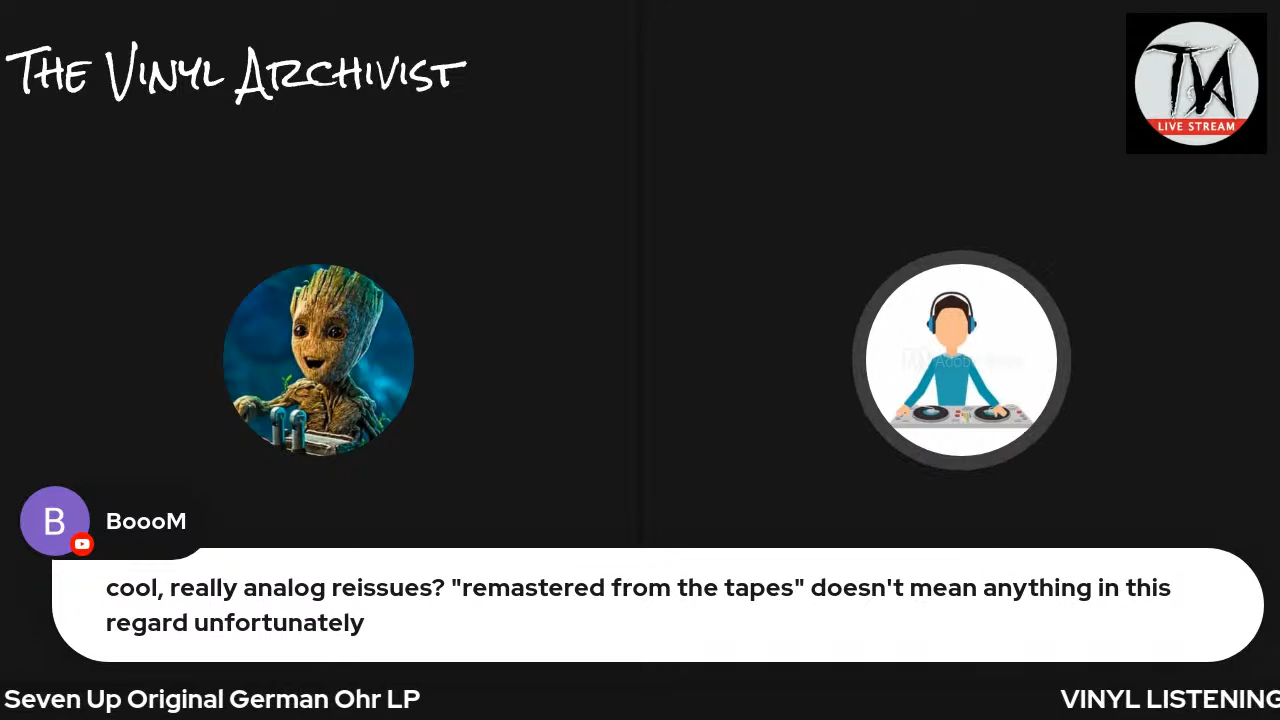 THE VINYL ARCHIVIST
TVA
LIVE STREAM
B
BoooM
cool, really analog reissues? "remastered from the tapes" doesn't mean anything in this
regard unfortunately
Seven Up Original German Ohr LP
VINYL LISTENING